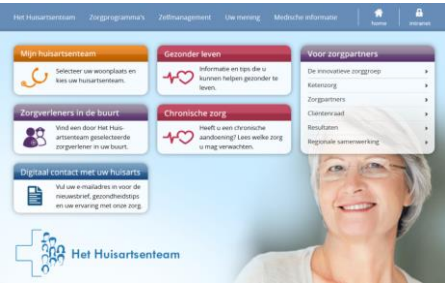 Het Huisartsenteam Zorgprogramma's Zelfmanagement Uw mening Medische informatie home intranet
Mijn huisartsenteam
Selecteer uw woonplaats en
kies uw huisartsenteam.
Gezonder leven
Informatie en tips die u
kunnen helpen gezonder te
leven.
Voor zorgpartners
De innovatieve zorggroep
Ketenzorg
Zorgpartners
Cliëntenraad
Resultaten
Regionale samenwerking
Zorgverleners in de buurt
Vind een door Het Huis-
artsenteam geselecteerde
zorgverlener in uw buurt.
Chronische zorg
Heeft u een chronische
aandoening? Lees welke zorg
u mag verwachten.
Digitaal contact met uw huisarts
Vul uw e-mailadres in voor de
nieuwsbrief, gezondheidstips
en uw ervaring met onze zorg.
Het Huisartsenteam